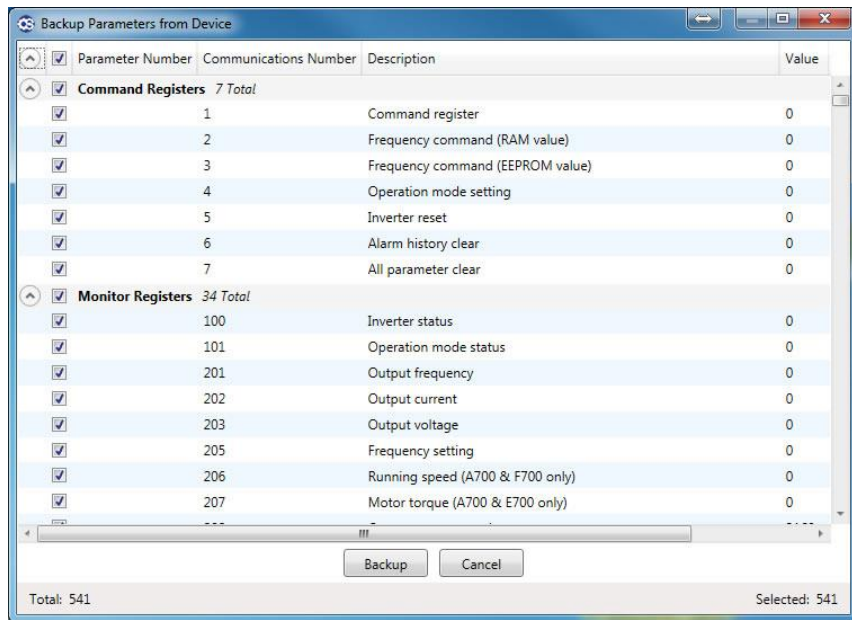 Backup Parameters from Device
Parameter Number Communications Number Description Value
Command Registers 7 Total
1 Command register 0
2 Frequency command (RAM value) 0
3 Frequency command (EEPROM value) 0
4 Operation mode setting 0
5 Inverter reset 0
6 Alarm history clear 0
7 All parameter clear 0
Monitor Registers 34 Total
100 Inverter status 0
101 Operation mode status 0
201 Output frequency 0
202 Output current 0
203 Output voltage 0
205 Frequency setting 0
206 Running speed (A700 & F700 only) 0
207 Motor torque (A700 & E700 only) 0
Backup Cancel
Total: 541 Selected: 541